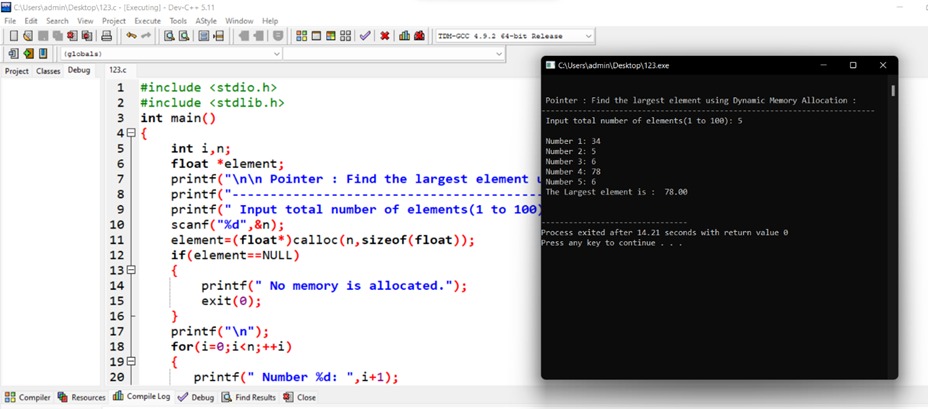 C:\Users\admin\Desktop\123.c - [Executing] - Dev-C++ 5.11
File Edit Search View Project Execute Tools AStyle Window Help
TDM-GCC 4.9.2 64-bit Release
(globals)
Project Classes Debug
123.c
1 #include <stdio.h>
2 #include <stdlib.h>
3 int main()
4 {
5 int i,n;
6 float *element;
7 printf("\n\n Pointer : Find the largest element u
8 printf("-----------------------------------------
9 printf(" Input total number of elements(1 to 100)
10 scanf("%d",&n);
11 element=(float*)calloc(n,sizeof(float));
12 if(element==NULL)
13 {
14 printf(" No memory is allocated.");
15 exit(0);
16 }
17 printf("\n");
18 for(i=0;i<n;++i)
19 {
20 printf(" Number %d: ",i+1);
Compiler Resources Compile Log Debug Find Results Close
C:\Users\admin\Desktop\123.exe
Pointer : Find the largest element using Dynamic Memory Allocation :
-------------------------------------------------------------------------
Input total number of elements(1 to 100): 5
Number 1: 34
Number 2: 5
Number 3: 6
Number 4: 78
Number 5: 6
The Largest element is :  78.00
--------------------------------
Process exited after 14.21 seconds with return value 0
Press any key to continue . . .